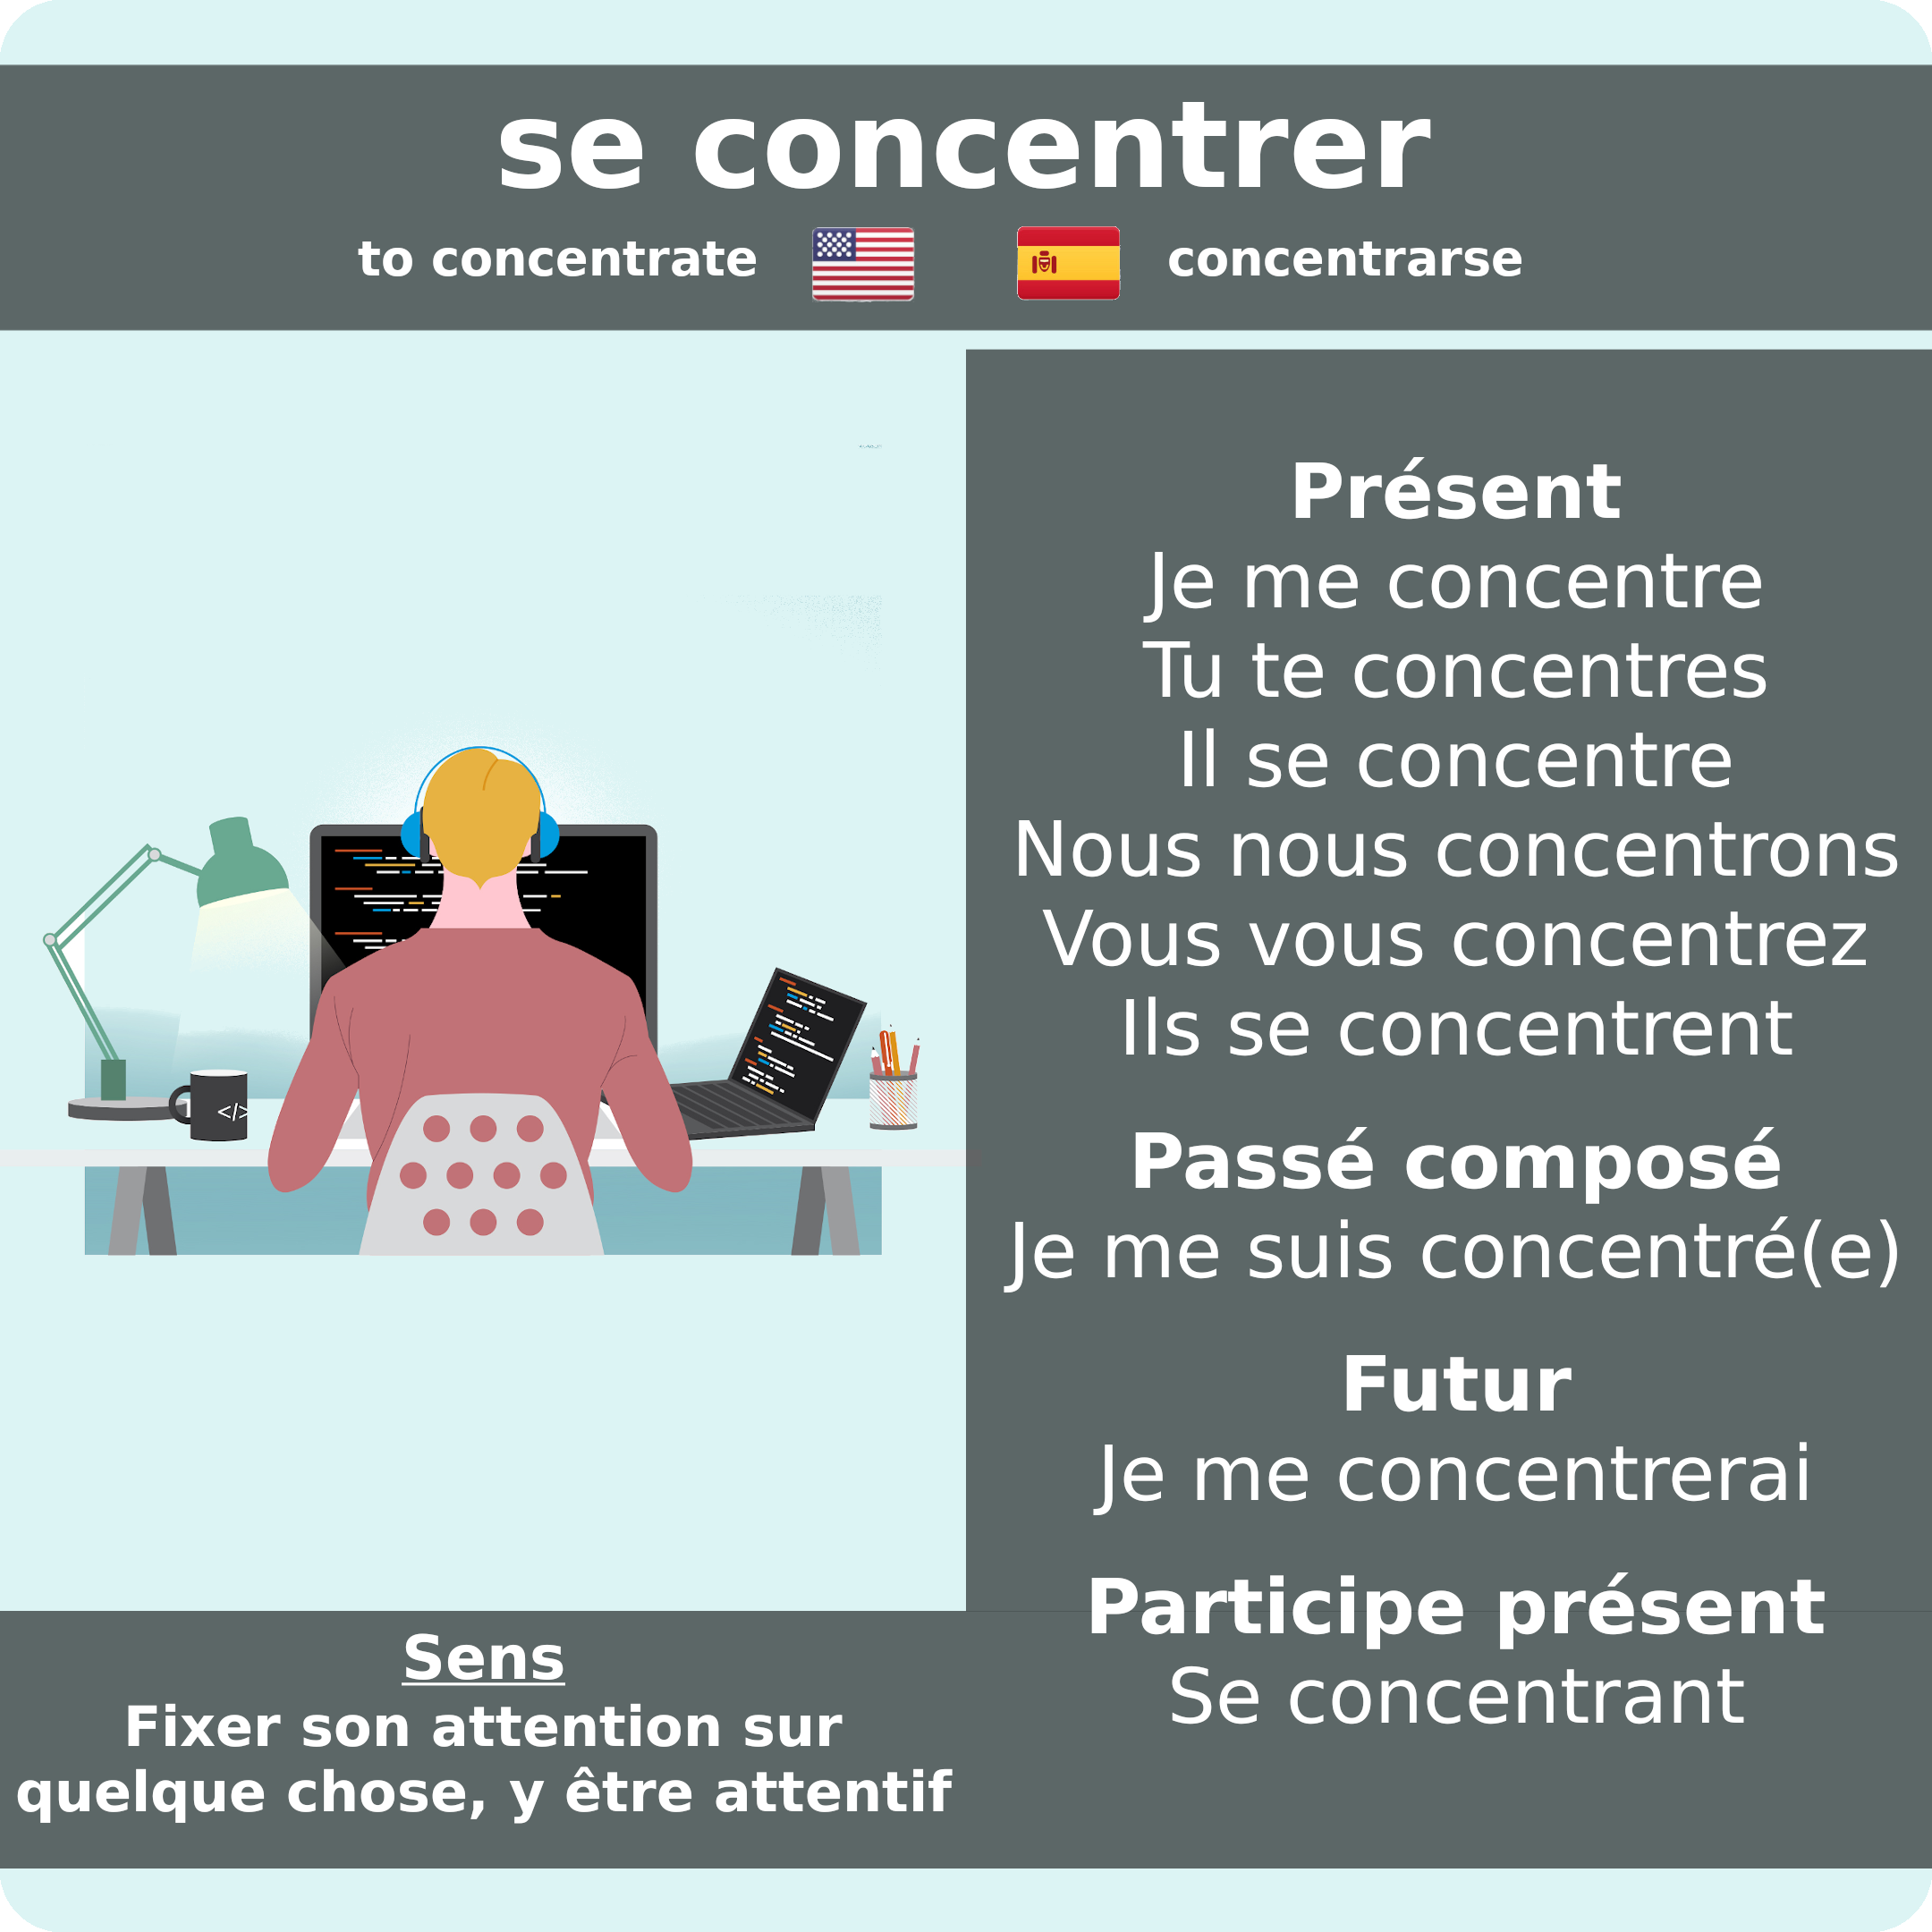 se concentrer
to concentrate
concentrarse
Présent
Je me concentre
Tu te concentres
Il se concentre
Nous nous concentrons
Vous vous concentrez
Ils se concentrent
Passé composé
Je me suis concentré(e)
Futur
Je me concentrerai
Participe présent
Se concentrant
</>
Sens
Fixer son attention sur
quelque chose, y être attentif